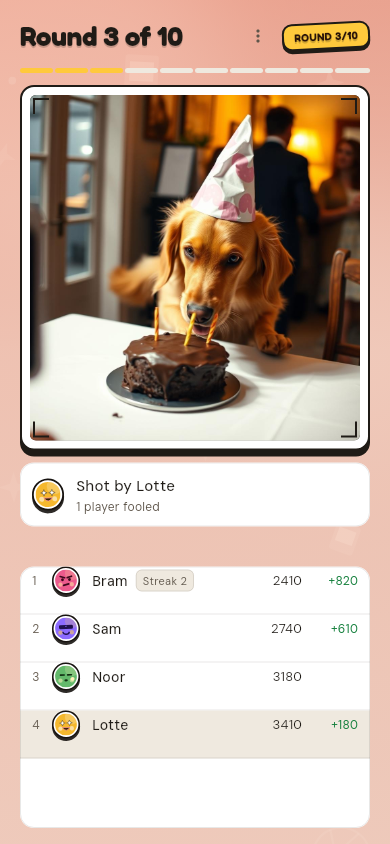 Round 3 of 10
ROUND 3/10
Shot by Lotte
1 player fooled
1 Bram Streak 2 2410 +820
2 Sam 2740 +610
3 Noor 3180
4 Lotte 3410 +180